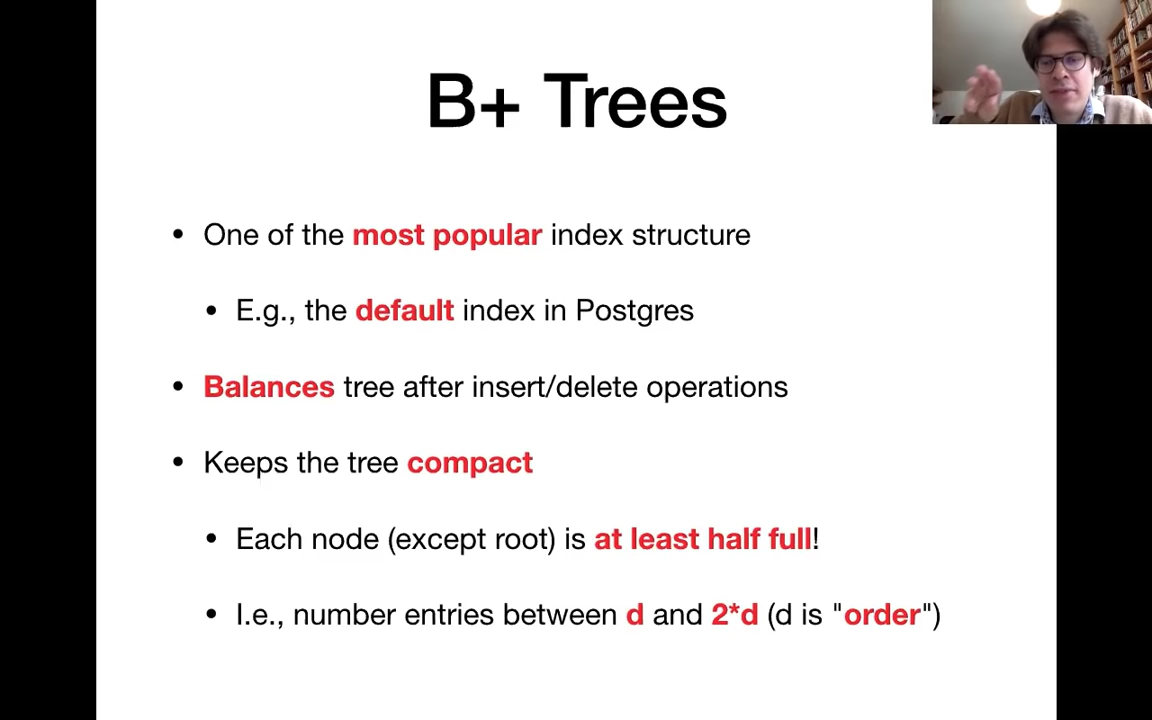 B+ Trees
• One of the most popular index structure
• E.g., the default index in Postgres
• Balances tree after insert/delete operations
• Keeps the tree compact
• Each node (except root) is at least half full!
• I.e., number entries between d and 2*d (d is "order")